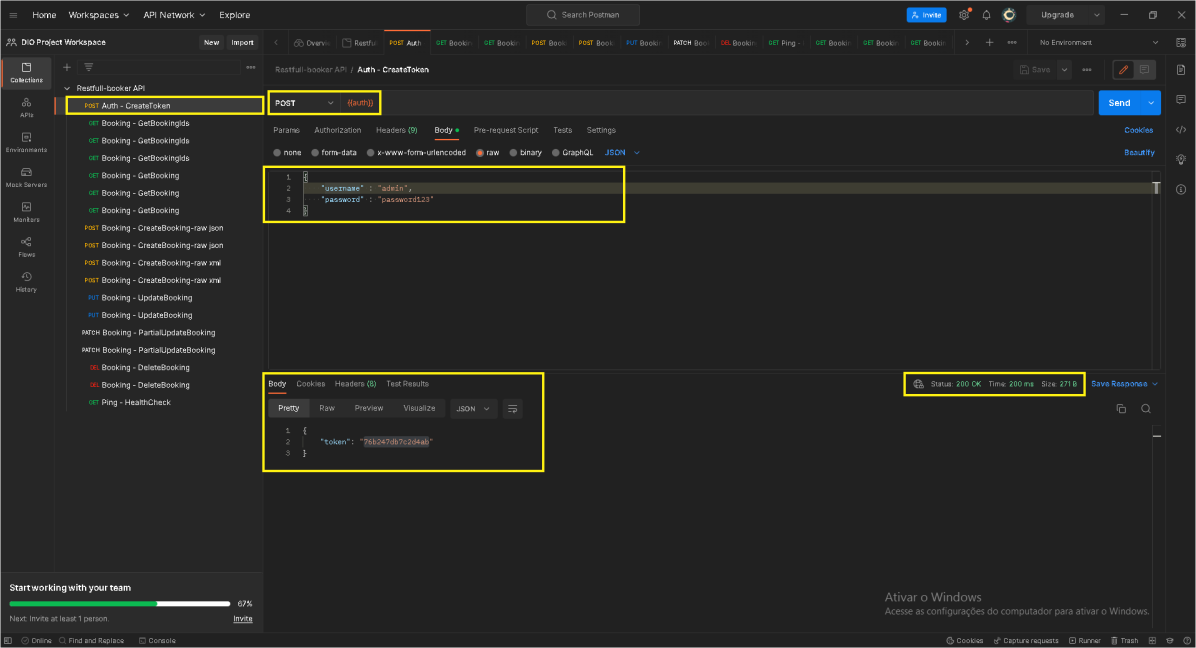 Home Workspaces API Network Explore Search Postman Invite Upgrade
DIO Project Workspace New Import Overvi Restfu POST Auth GET Bookin GET Bookin POST Book POST Book PUT Bookin PATCH Boo DEL Bookin GET Ping - GET Bookin GET Bookin GET Bookin No Environment
Collections
APIs
Environments
Mock Servers
Monitors
Flows
History
Restfull-booker API
POST Auth - CreateToken
GET Booking - GetBookingIds
GET Booking - GetBookingIds
GET Booking - GetBookingIds
GET Booking - GetBooking
GET Booking - GetBooking
GET Booking - GetBooking
POST Booking - CreateBooking-raw json
POST Booking - CreateBooking-raw json
POST Booking - CreateBooking-raw xml
POST Booking - CreateBooking-raw xml
PUT Booking - UpdateBooking
PUT Booking - UpdateBooking
PATCH Booking - PartialUpdateBooking
PATCH Booking - PartialUpdateBooking
DEL Booking - DeleteBooking
DEL Booking - DeleteBooking
GET Ping - HealthCheck
Restfull-booker API / Auth - CreateToken Save
POST {{auth}} Send
Params Authorization Headers (9) Body Pre-request Script Tests Settings Cookies
none form-data x-www-form-urlencoded raw binary GraphQL JSON Beautify
1 {
2 "username" : "admin",
3 "password" : "password123"
4 }
Body Cookies Headers (8) Test Results Status: 200 OK Time: 200 ms Size: 271 B Save Response
Pretty Raw Preview Visualize JSON
1 {
2 "token": "76b247db7c2d4ab"
3 }
Start working with your team
67%
Next: Invite at least 1 person. Invite
Ativar o Windows
Acesse as configurações do computador para ativar o Windows.
Online Find and Replace Console Cookies Capture requests Runner Trash